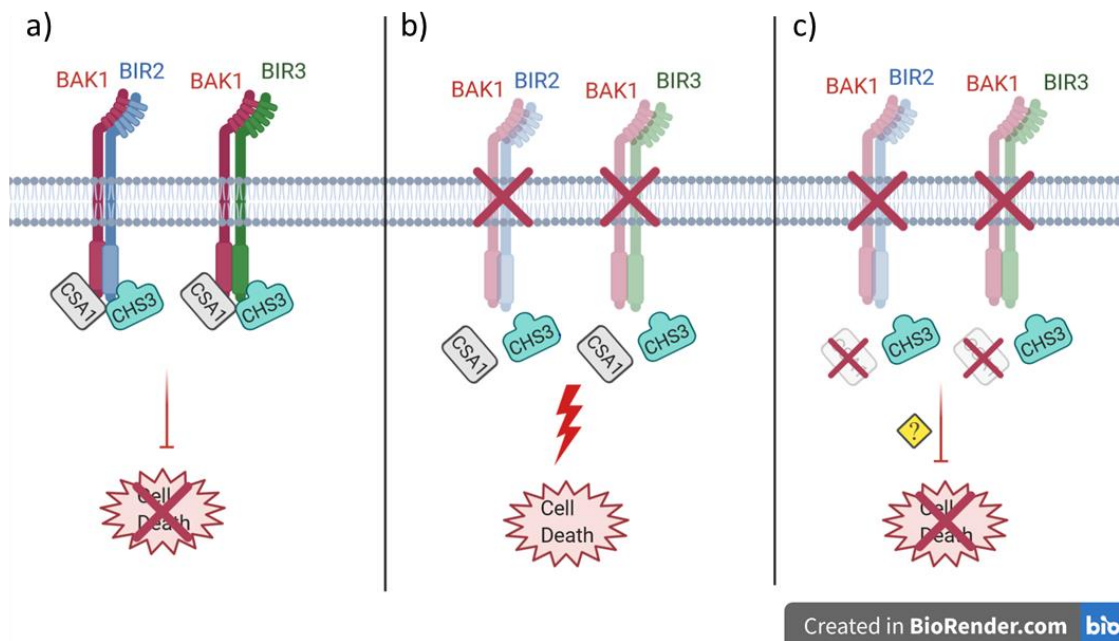 a)
BAK1 BIR2
BAK1 BIR3
CSA1
CHS3
CSA1
CHS3
Cell
Death
b)
BAK1 BIR2
BAK1 BIR3
CSA1
CHS3
CSA1
CHS3
Cell
Death
c)
BAK1 BIR2
BAK1 BIR3
CHS3
CHS3
?
Cell
Death
Created in BioRender.com bio